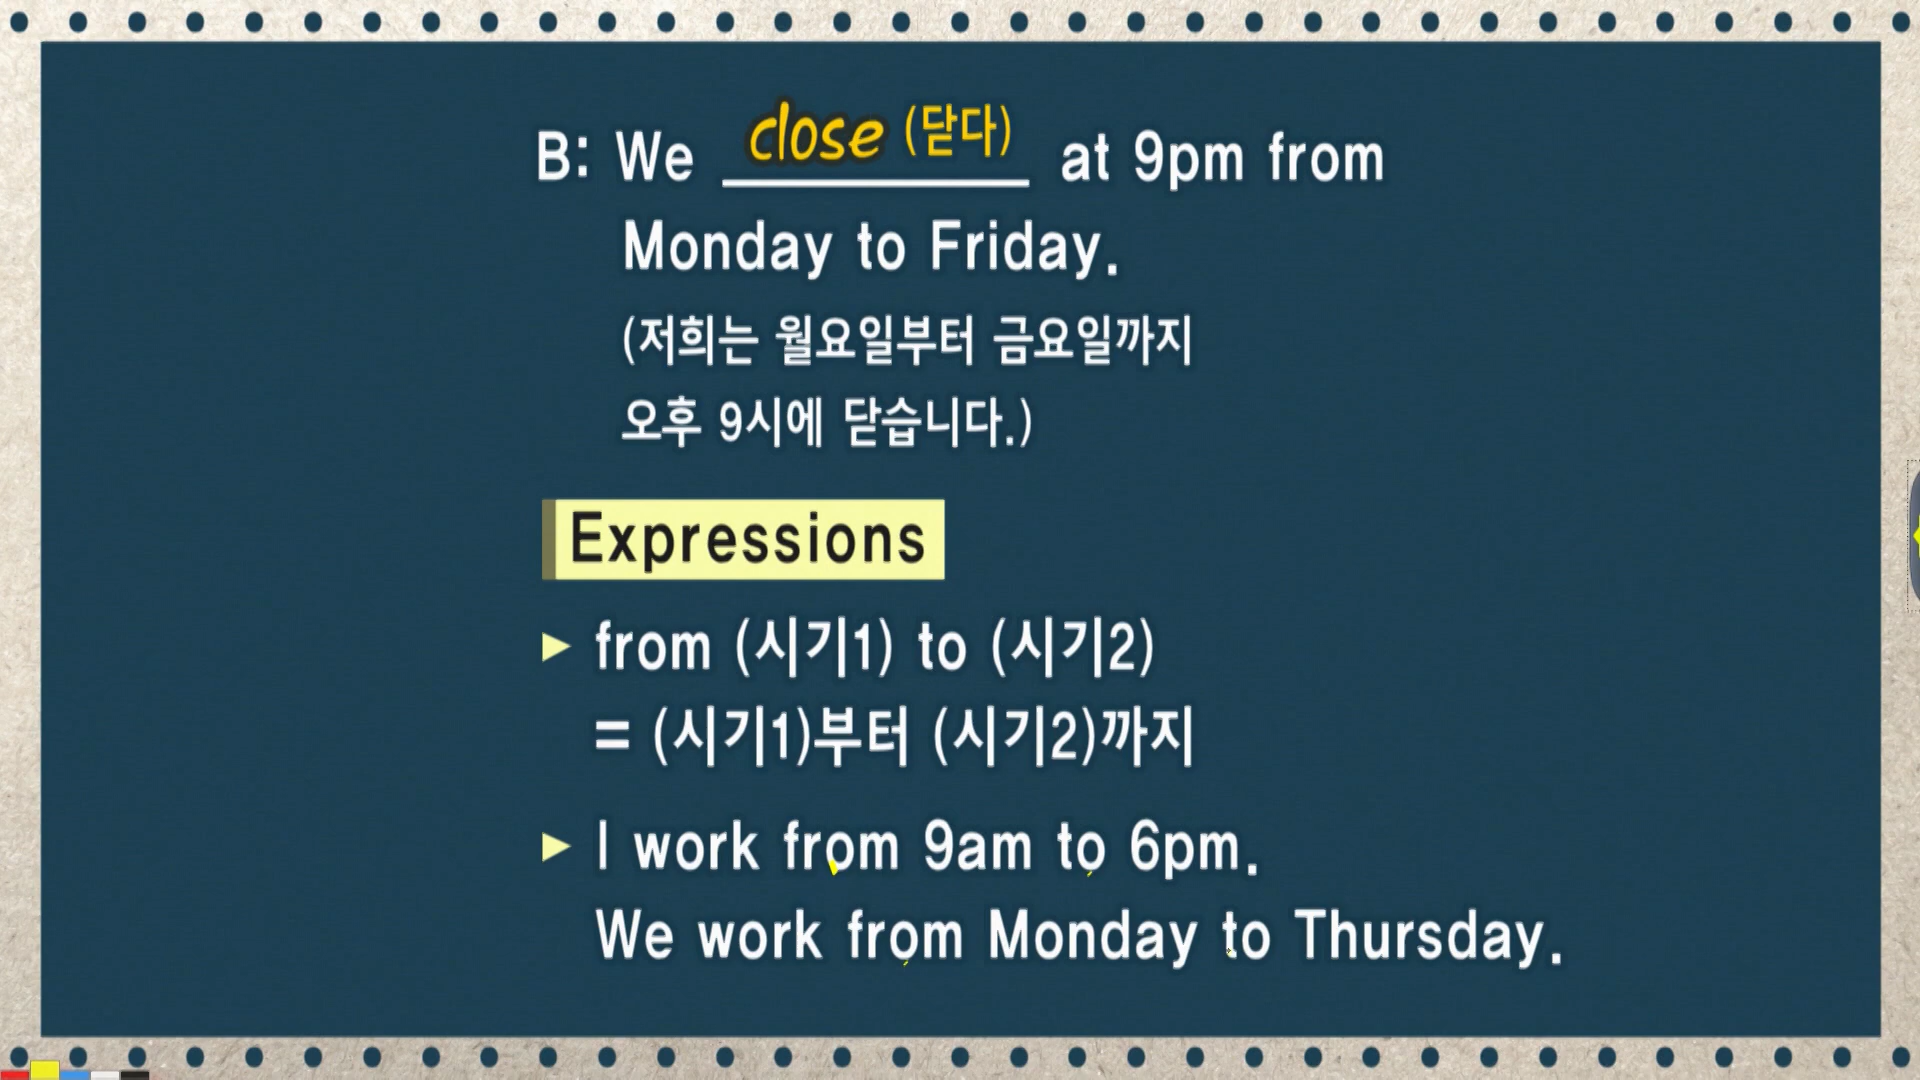 B: We close (닫다) at 9pm from
Monday to Friday.
(저희는 월요일부터 금요일까지
오후 9시에 닫습니다.)
Expressions
▶ from (시기1) to (시기2)
= (시기1)부터 (시기2)까지
▶ I work from 9am to 6pm.
We work from Monday to Thursday.